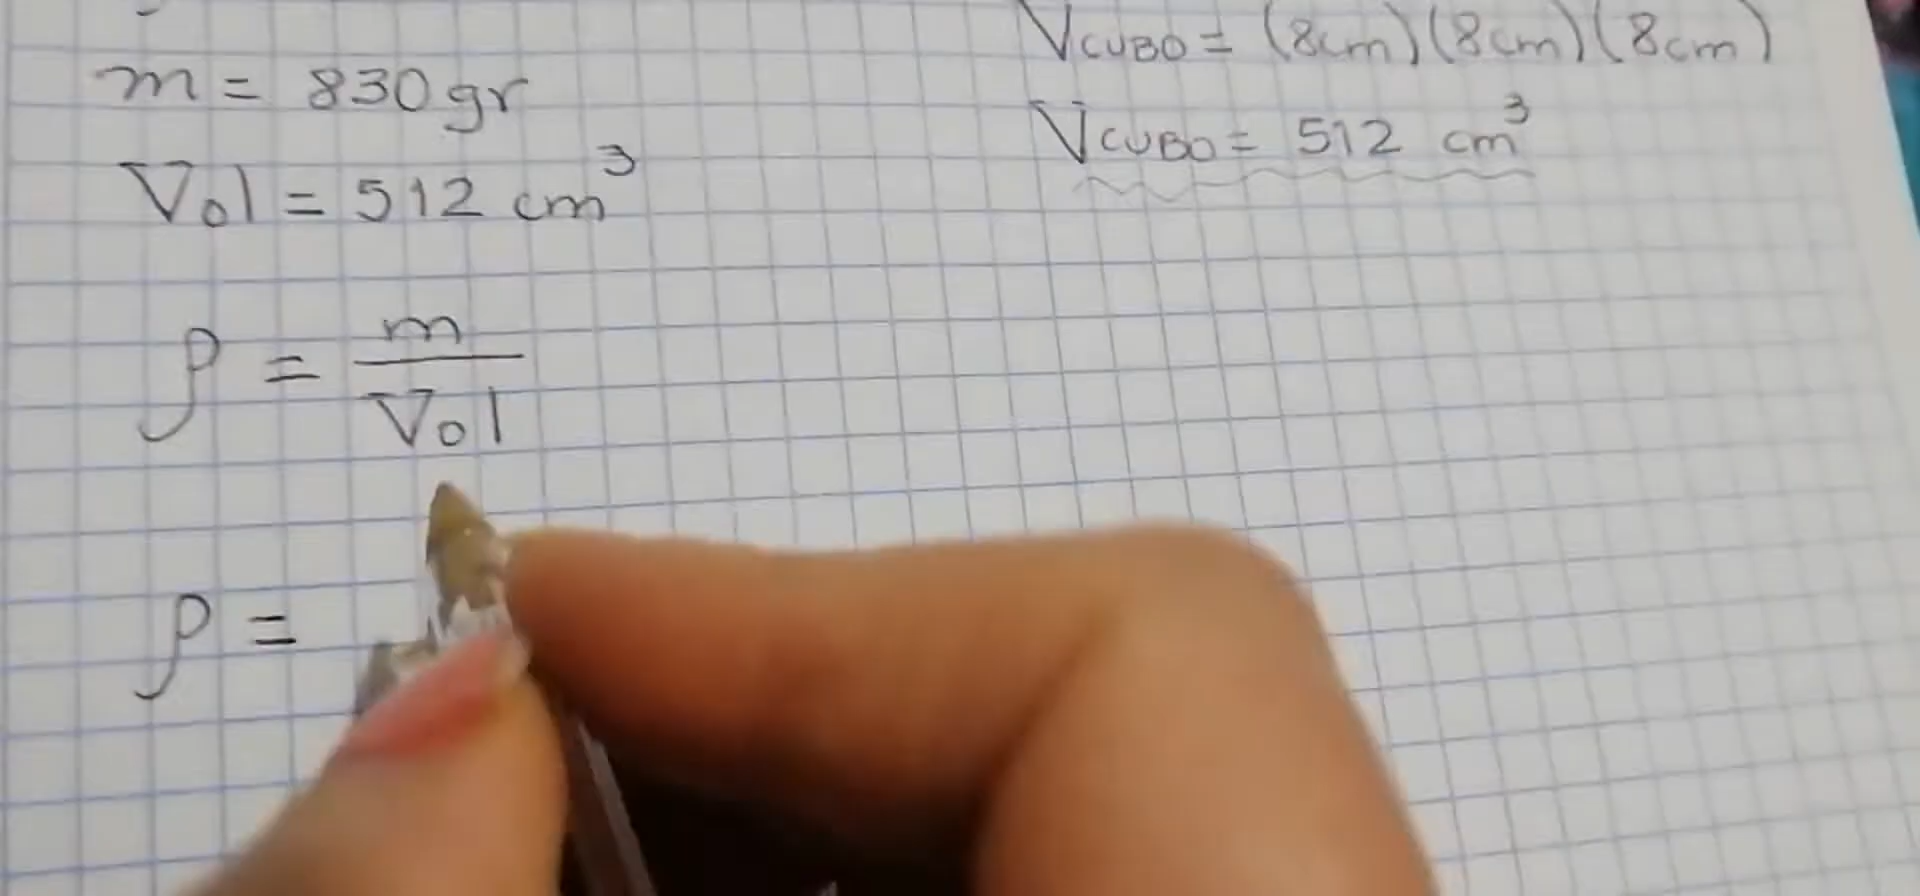 m = 830 gr
Vol = 512 cm³
ρ = m / Vol
ρ =
Vcubo = (8cm)(8cm)(8cm)
Vcubo = 512 cm³